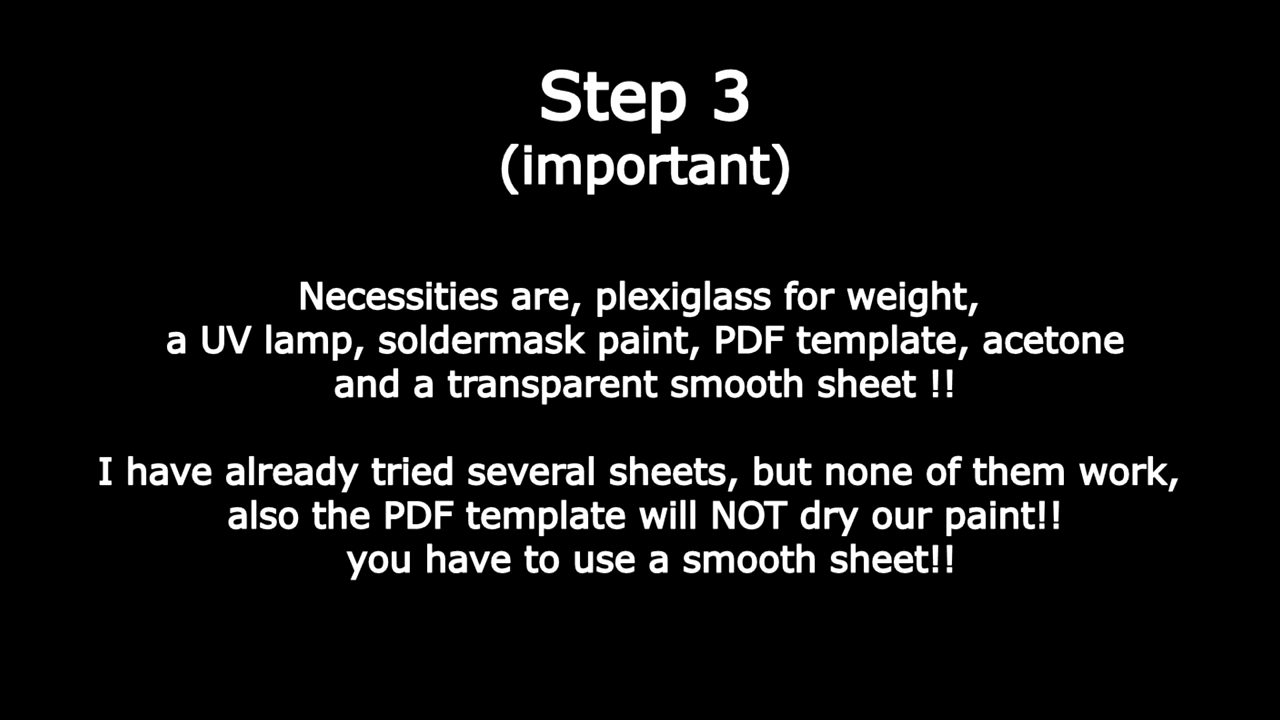 Step 3
(important)
Necessities are, plexiglass for weight,
a UV lamp, soldermask paint, PDF template, acetone
and a transparent smooth sheet !!
I have already tried several sheets, but none of them work,
also the PDF template will NOT dry our paint!!
you have to use a smooth sheet!!